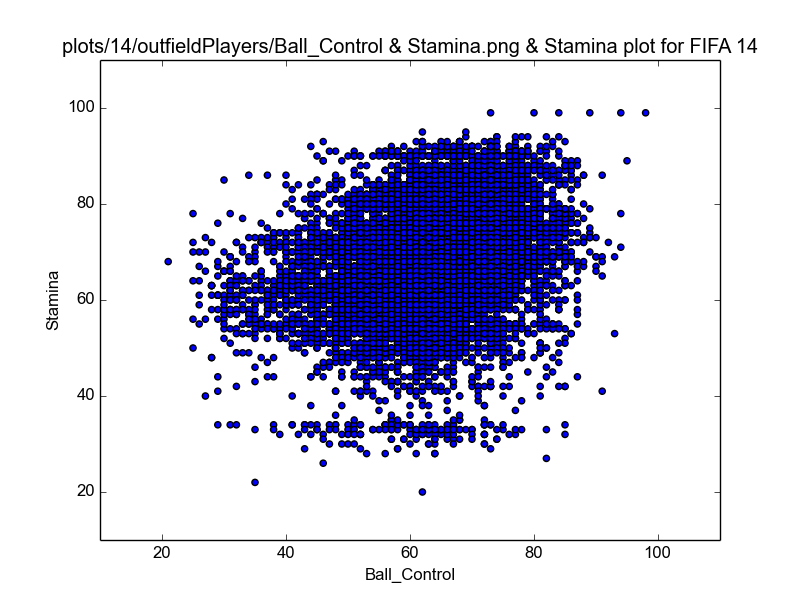 plots/14/outfieldPlayers/Ball_Control & Stamina.png & Stamina plot for FIFA 14
100
80
60
40
20
Stamina
20 40 60 80 100
Ball_Control